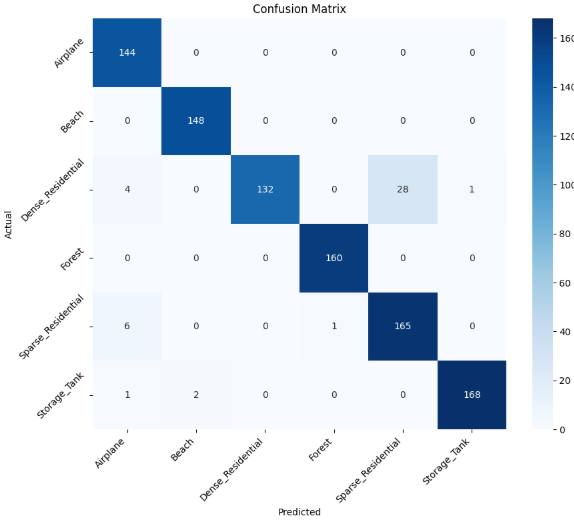 Confusion Matrix
Airplane 144 0 0 0 0 0
Beach 0 148 0 0 0 0
Dense_Residential 4 0 132 0 28 1
Forest 0 0 0 160 0 0
Sparse_Residential 6 0 0 1 165 0
Storage_Tank 1 2 0 0 0 168
Airplane Beach Dense_Residential Forest Sparse_Residential Storage_Tank
Predicted
Actual
160
140
120
100
80
60
40
20
0